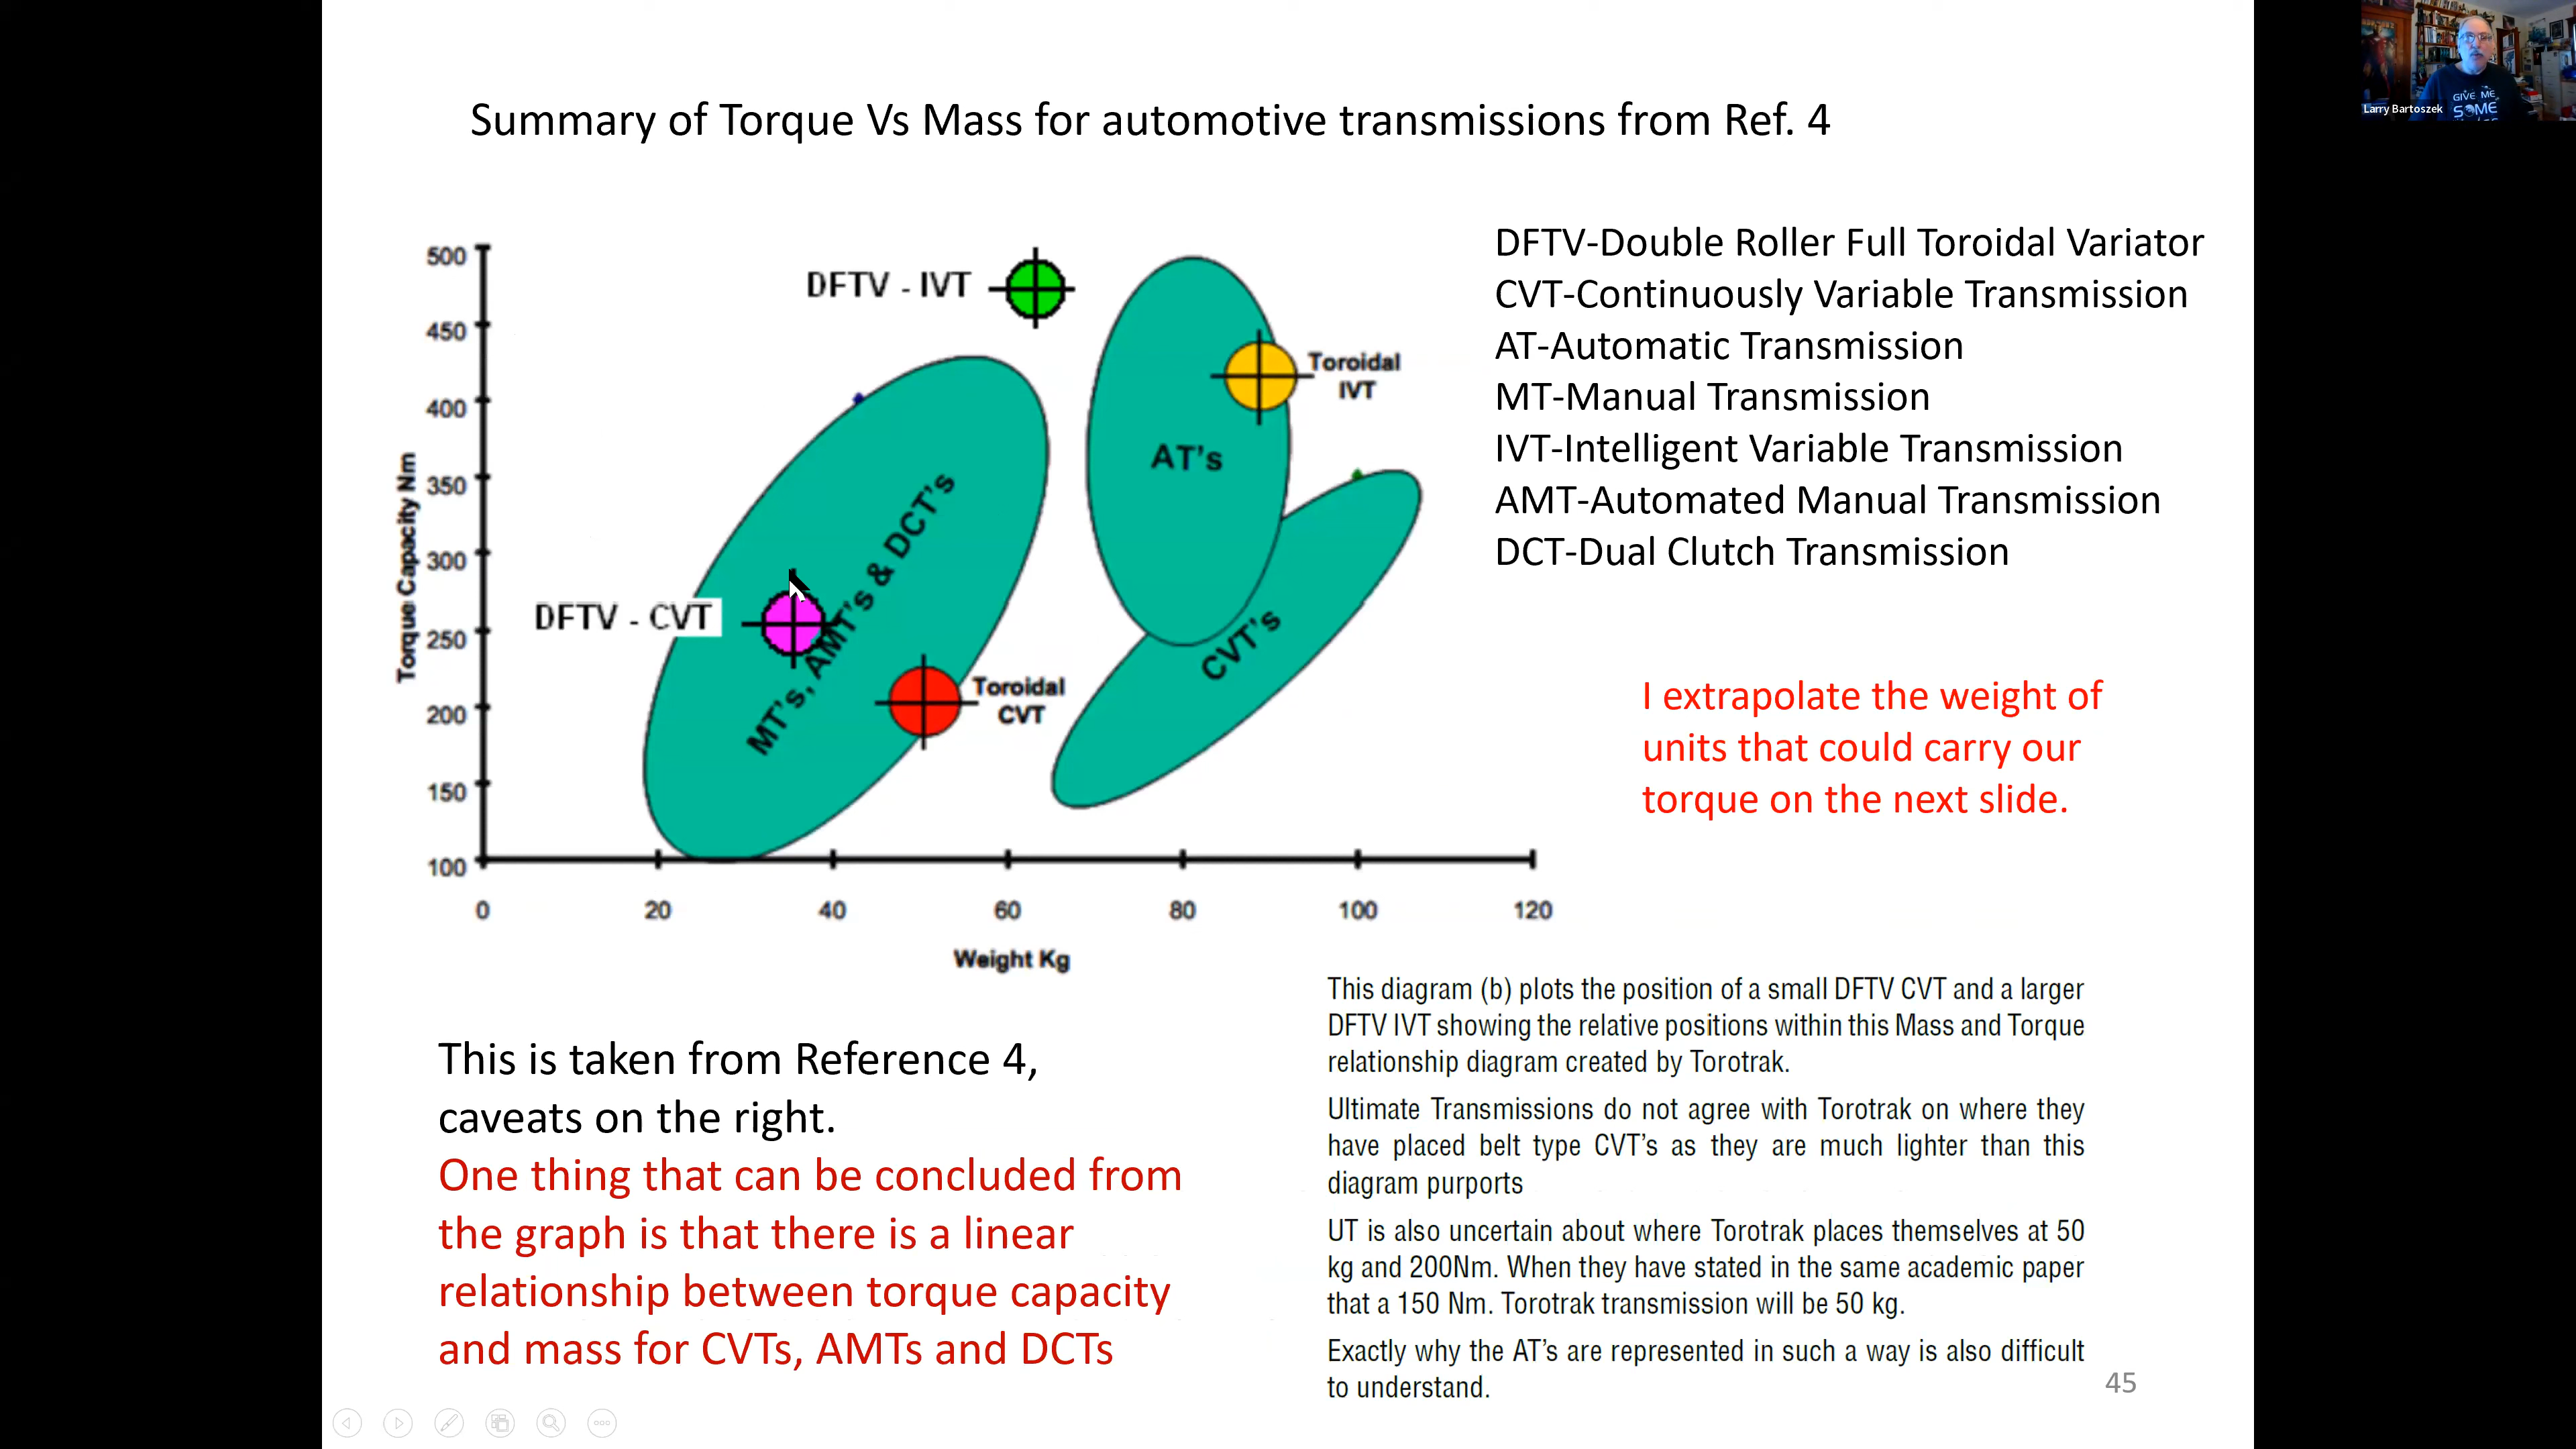 Summary of Torque Vs Mass for automotive transmissions from Ref. 4
Larry Bartoszek
GIVE ME
SOME
Torque Capacity Nm
500
450
400
350
300
250
200
150
100
0
20
40
60
80
100
120
Weight Kg
DFTV - IVT
DFTV - CVT
MT's, AMT's & DCT's
Toroidal
CVT
AT's
Toroidal
IVT
CVT's
DFTV-Double Roller Full Toroidal Variator
CVT-Continuously Variable Transmission
AT-Automatic Transmission
MT-Manual Transmission
IVT-Intelligent Variable Transmission
AMT-Automated Manual Transmission
DCT-Dual Clutch Transmission
I extrapolate the weight of
units that could carry our
torque on the next slide.
This is taken from Reference 4,
caveats on the right.
One thing that can be concluded from
the graph is that there is a linear
relationship between torque capacity
and mass for CVTs, AMTs and DCTs
This diagram (b) plots the position of a small DFTV CVT and a larger
DFTV IVT showing the relative positions within this Mass and Torque
relationship diagram created by Torotrak.
Ultimate Transmissions do not agree with Torotrak on where they
have placed belt type CVT's as they are much lighter than this
diagram purports
UT is also uncertain about where Torotrak places themselves at 50
kg and 200Nm. When they have stated in the same academic paper
that a 150 Nm. Torotrak transmission will be 50 kg.
Exactly why the AT's are represented in such a way is also difficult
to understand.
45